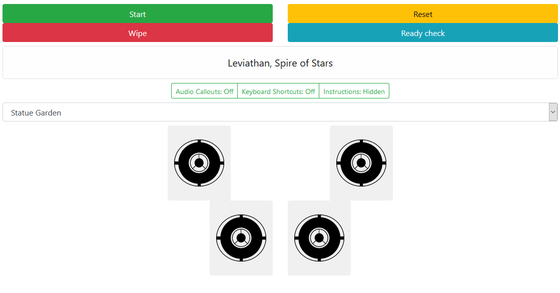 Start
Reset
Wipe
Ready check
Leviathan, Spire of Stars
Audio Callouts: Off
Keyboard Shortcuts: Off
Instructions: Hidden
Statue Garden